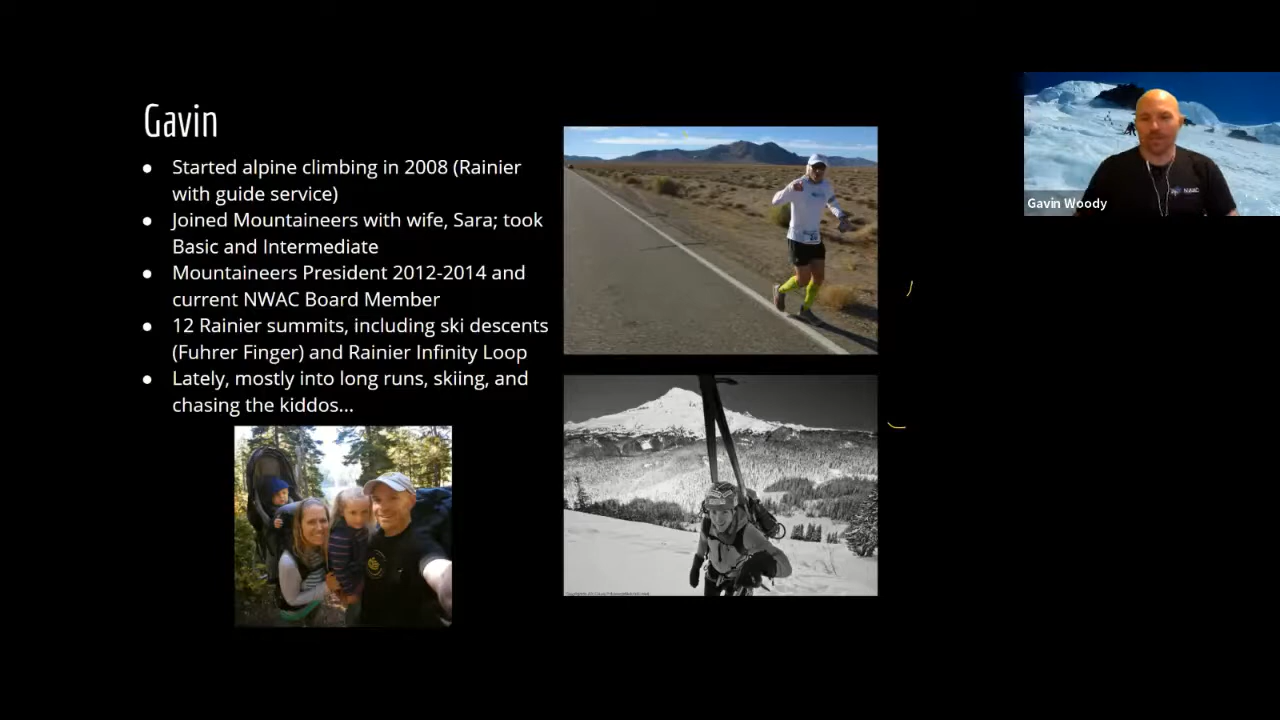 Gavin
● Started alpine climbing in 2008 (Rainier
with guide service)
● Joined Mountaineers with wife, Sara; took
Basic and Intermediate
● Mountaineers President 2012-2014 and
current NWAC Board Member
● 12 Rainier summits, including ski descents
(Fuhrer Finger) and Rainier Infinity Loop
● Lately, mostly into long runs, skiing, and
chasing the kiddos...
NWAC
Gavin Woody